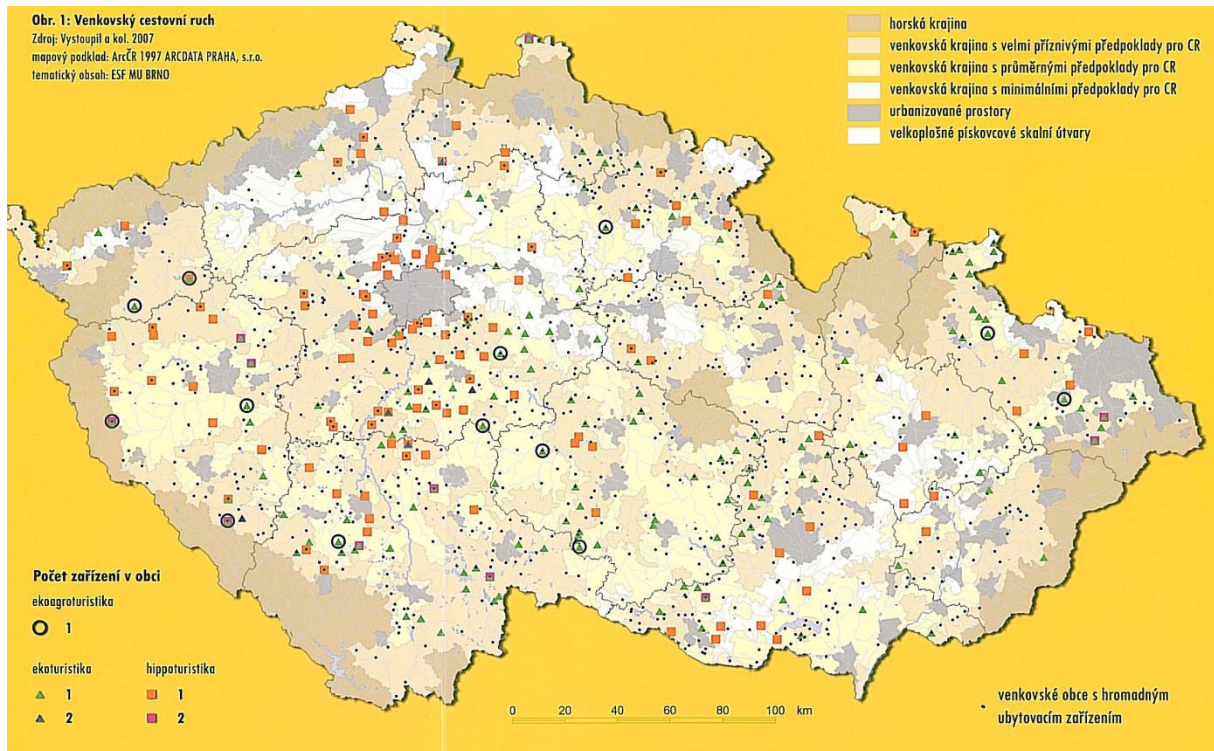 Obr. 1: Venkovský cestovní ruch
Zdroj: Vystoupil a kol. 2007
mapový podklad: ArcČR 1997 ARCDATA PRAHA, s.r.o.
tematický obsah: ESF MU BRNO
horská krajina
venkovská krajina s velmi příznivými předpoklady pro CR
venkovská krajina s průměrnými předpoklady pro CR
venkovská krajina s minimálními předpoklady pro CR
urbanizované prostory
velkoplošné pískovcové skalní útvary
Počet zařízení v obci
ekoagroturistika
1
ekoturistika hippoturistika
1 1
2 2
0 20 40 60 80 100 km
venkovské obce s hromadným
ubytovacím zařízením